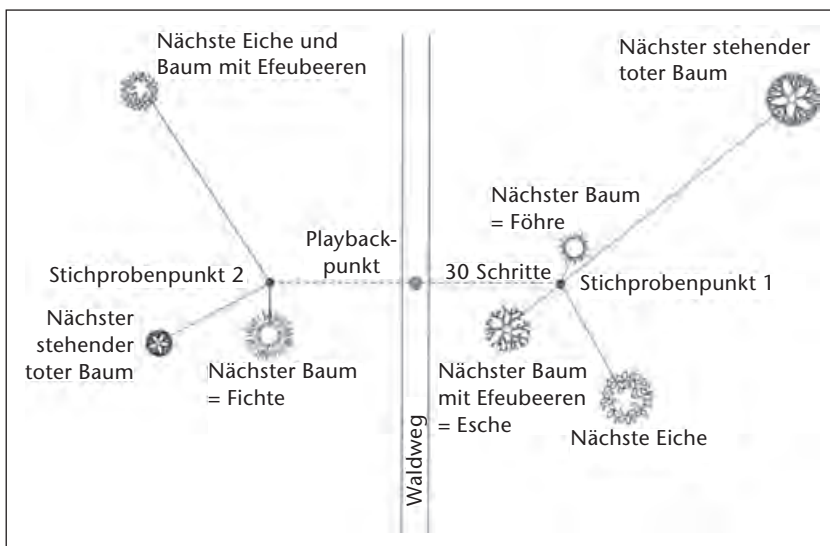 Nächste Eiche und
Baum mit Efeubeeren
Nächster stehender
toter Baum
Nächster Baum
= Föhre
Playback-
punkt
30 Schritte
Stichprobenpunkt 2
Stichprobenpunkt 1
Nächster
stehender
toter Baum
Nächster Baum
= Fichte
Nächster Baum
mit Efeubeeren
= Esche
Nächste Eiche
Waldweg